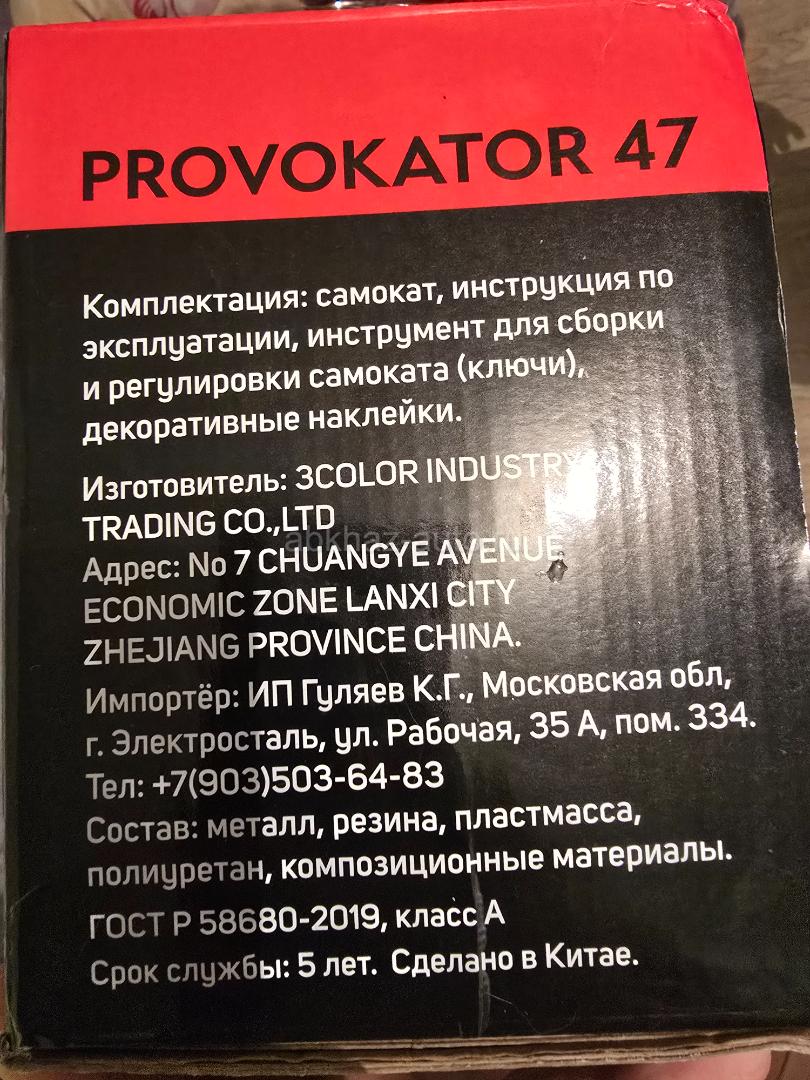 PROVOKATOR 47
Комплектация: самокат, инструкция по
эксплуатации, инструмент для сборки
и регулировки самоката (ключи),
декоративные наклейки.
Изготовитель: 3COLOR INDUSTRY
TRADING CO.,LTD
Адрес: No 7 CHUANGYE AVENUE
ECONOMIC ZONE LANXI CITY
ZHEJIANG PROVINCE CHINA.
Импортёр: ИП Гуляев К.Г., Московская обл,
г. Электросталь, ул. Рабочая, 35 А, пом. 334.
Тел: +7(903)503-64-83
Состав: металл, резина, пластмасса,
полиуретан, композиционные материалы.
ГОСТ Р 58680-2019, класс А
Срок службы: 5 лет. Сделано в Китае.